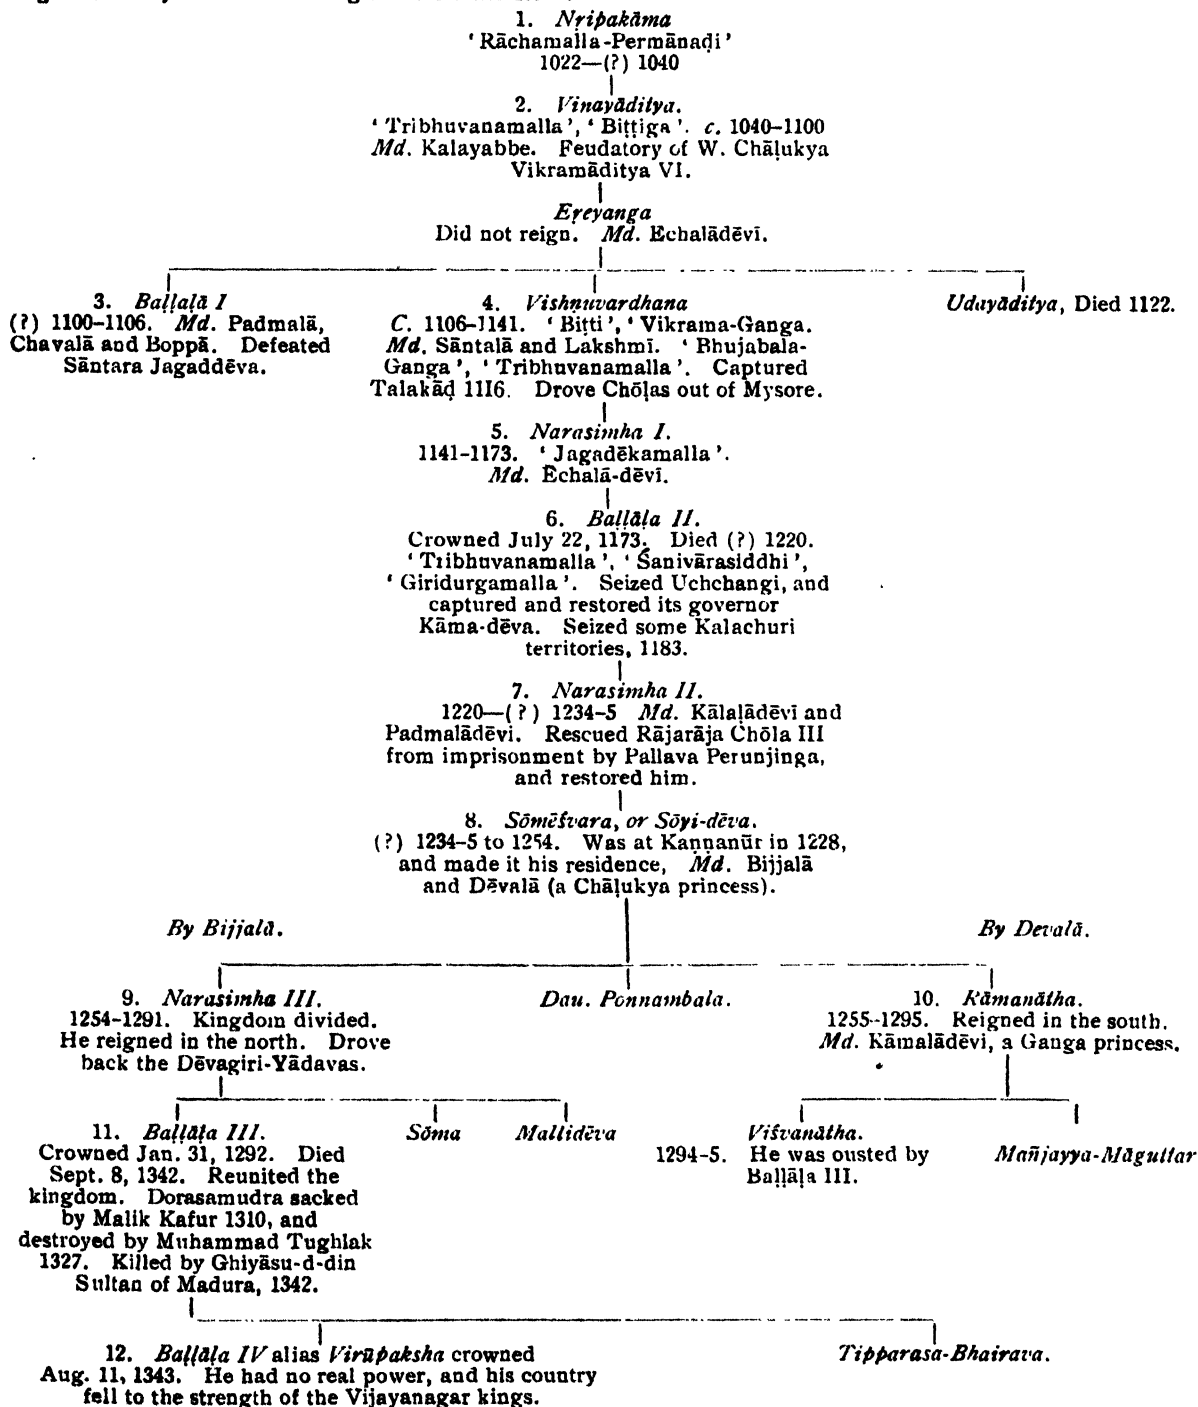 1. Nṛipakāma
'Rāchamalla-Permānaḍi'
1022—(?) 1040
2. Vinayāditya.
'Tribhuvanamalla', 'Biṭṭiga'. c. 1040-1100
Md. Kalayabbe. Feudatory of W. Chāḷukya
Vikramāditya VI.
Eṛeyanga
Did not reign. Md. Echalādēvī.
3. Baḷḷaḷā I
(?) 1100-1106. Md. Padmalā,
Chavalā and Boppā. Defeated
Sāntara Jagaddēva.
4. Vishṇuvardhana
C. 1106-1141. 'Biṭṭi', 'Vikrama-Ganga.
Md. Sāntalā and Lakshmī. 'Bhujabala-
Ganga', 'Tribhuvanamalla'. Captured
Talakāḍ 1116. Drove Chōḷas out of Mysore.
Udayāditya, Died 1122.
5. Narasimha I.
1141-1173. 'Jagadēkamalla'.
Md. Echalā-dēvī.
6. Baḷḷāḷa II.
Crowned July 22, 1173. Died (?) 1220.
'Tribhuvanamalla', 'Śanivārasiddhi',
'Giridurgamalla'. Seized Uchchangi, and
captured and restored its governor
Kāma-dēva. Seized some Kalachuri
territories, 1183.
7. Narasimha II.
1220—(?) 1234-5 Md. Kālaḷādēvī and
Padmalādēvī. Rescued Rājarāja Chōla III
from imprisonment by Pallava Perunjinga,
and restored him.
8. Sōmēśvara, or Sōyi-dēva.
(?) 1234-5 to 1254. Was at Kaṇṇanūr in 1228,
and made it his residence, Md. Bijjalā
and Dēvalā (a Chāḷukya princess).
By Bijjalā.
By Devalā.
9. Narasimha III.
1254-1291. Kingdom divided.
He reigned in the north. Drove
back the Dēvagiri-Yādavas.
Dau. Ponnambala.
10. Rāmanātha.
1255-1295. Reigned in the south.
Md. Kāmalādēvi, a Ganga princess.
11. Baḷḷāḷa III.
Crowned Jan. 31, 1292. Died
Sept. 8, 1342. Reunited the
kingdom. Dorasamudra sacked
by Malik Kafur 1310, and
destroyed by Muhammad Tughlak
1327. Killed by Ghiyāsu-d-din
Sultan of Madura, 1342.
Sōma
Mallidēva
Viśvanātha.
1294-5. He was ousted by
Baḷḷāḷa III.
Mañjayya-Māguttar
12. Baḷḷāḷa IV alias Virūpaksha crowned
Aug. 11, 1343. He had no real power, and his country
fell to the strength of the Vijayanagar kings.
Tipparasa-Bhairava.